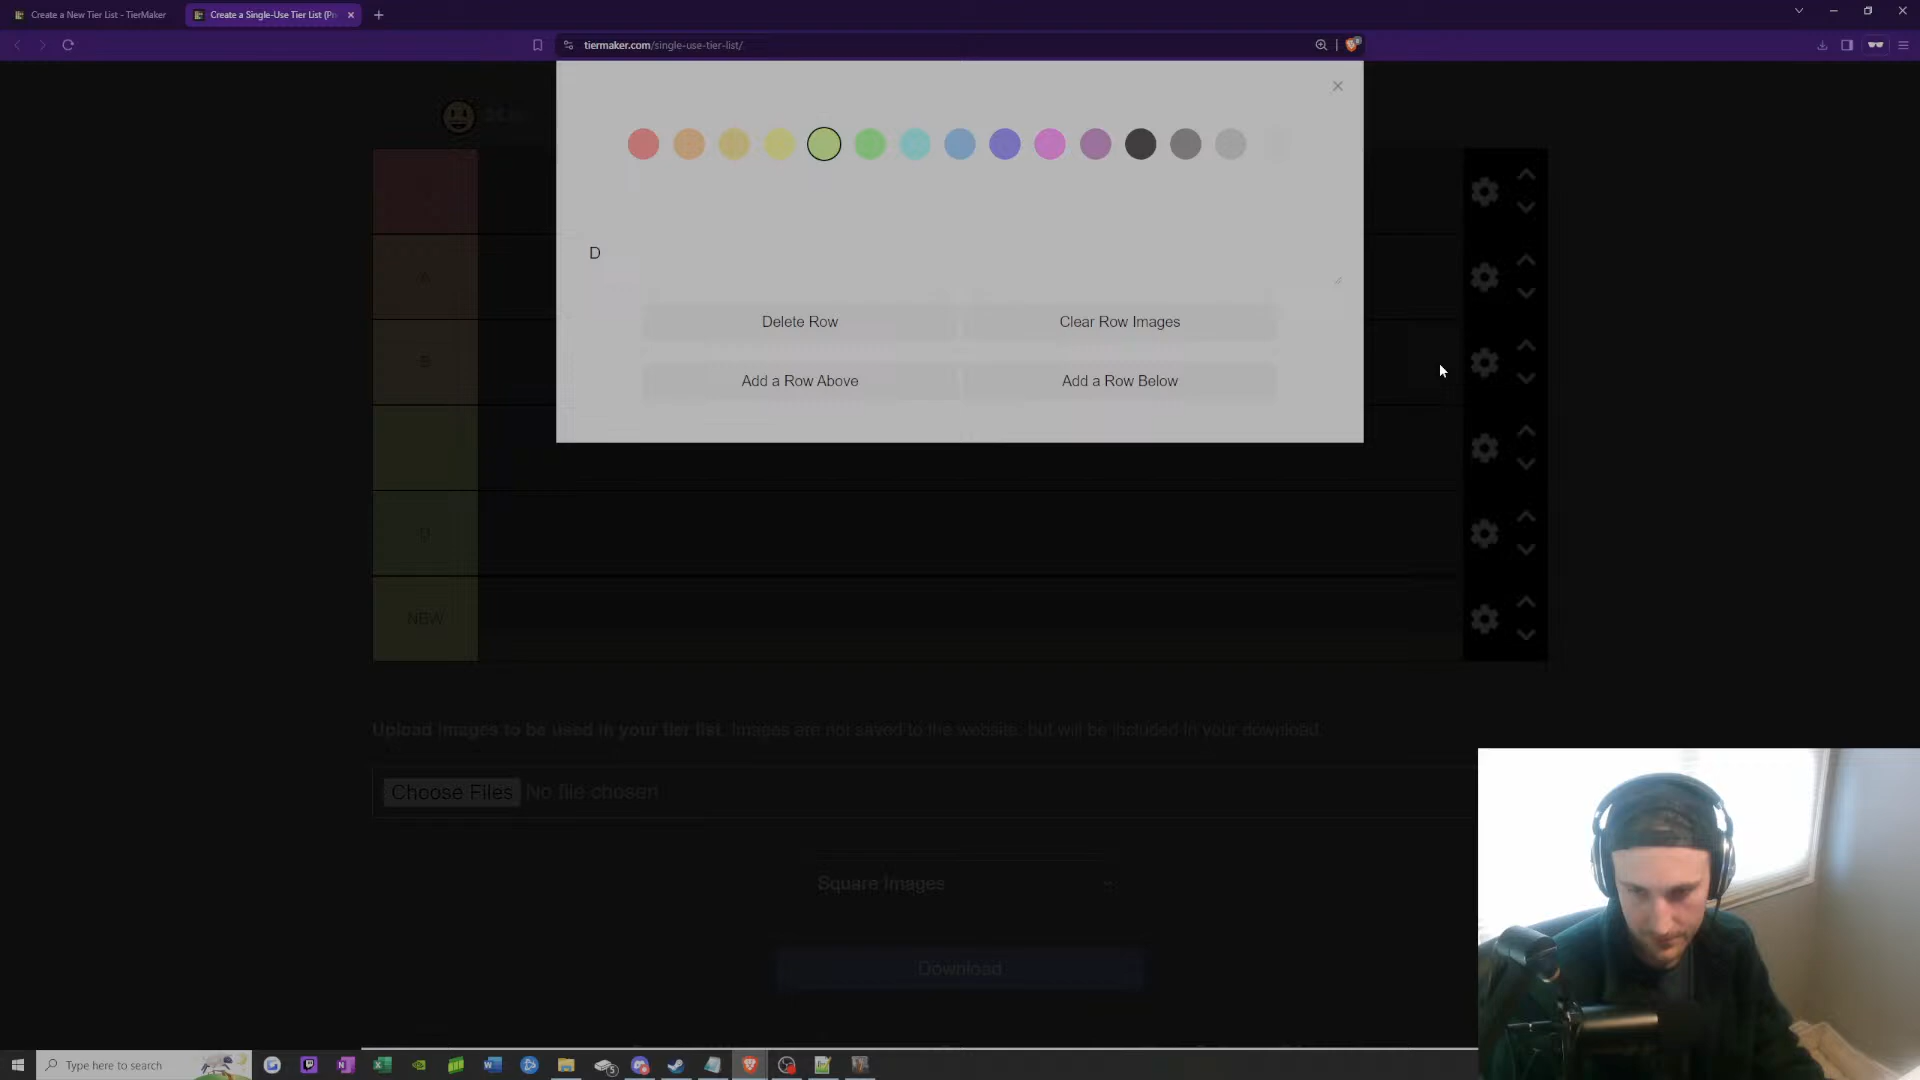 Create a New Tier List - TierMaker
Create a Single-Use Tier List (Pri
tiermaker.com/single-use-tier-list/
D
Delete Row
Clear Row Images
Add a Row Above
Add a Row Below
A
B
D
NEW
Upload images to be used in your tier list. Images are not saved to the website, but will be included in your download.
Choose Files No file chosen
Square Images
Download
Type here to search
5